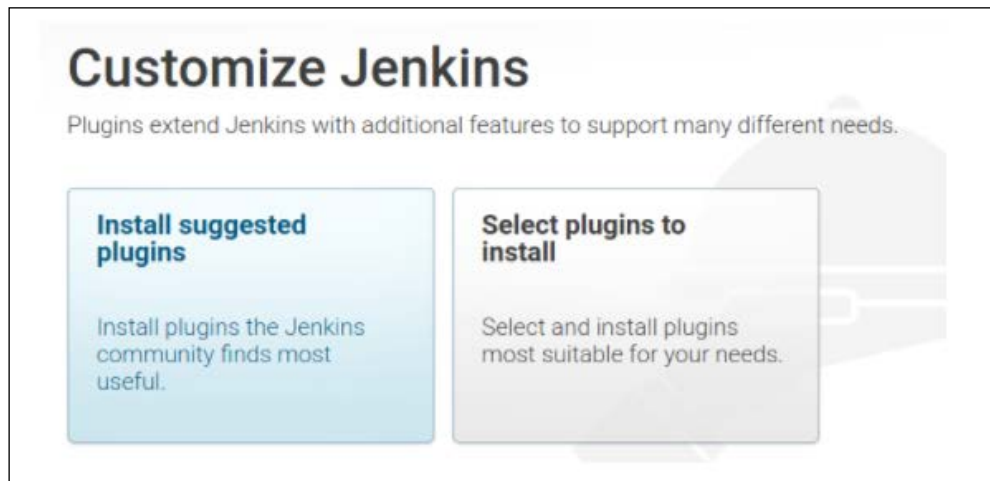 Customize Jenkins
Plugins extend Jenkins with additional features to support many different needs.
Install suggested
plugins
Install plugins the Jenkins
community finds most
useful.
Select plugins to
install
Select and install plugins
most suitable for your needs.